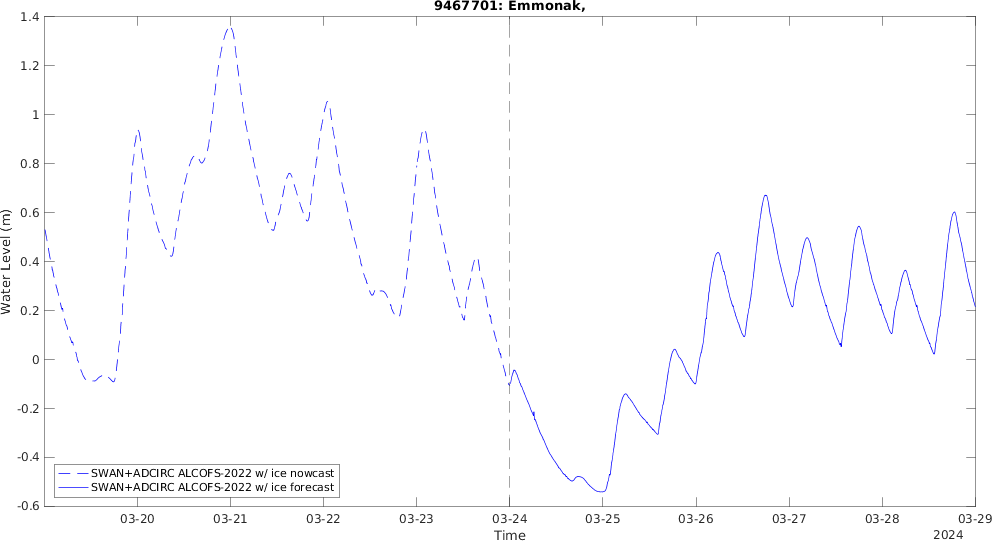 9467701: Emmonak,
1.4
1.2
1
0.8
0.6
0.4
0.2
0
-0.2
-0.4
-0.6
Water Level (m)
SWAN+ADCIRC ALCOFS-2022 w/ ice nowcast
SWAN+ADCIRC ALCOFS-2022 w/ ice forecast
03-20 03-21 03-22 03-23 03-24 03-25 03-26 03-27 03-28 03-29
Time
2024